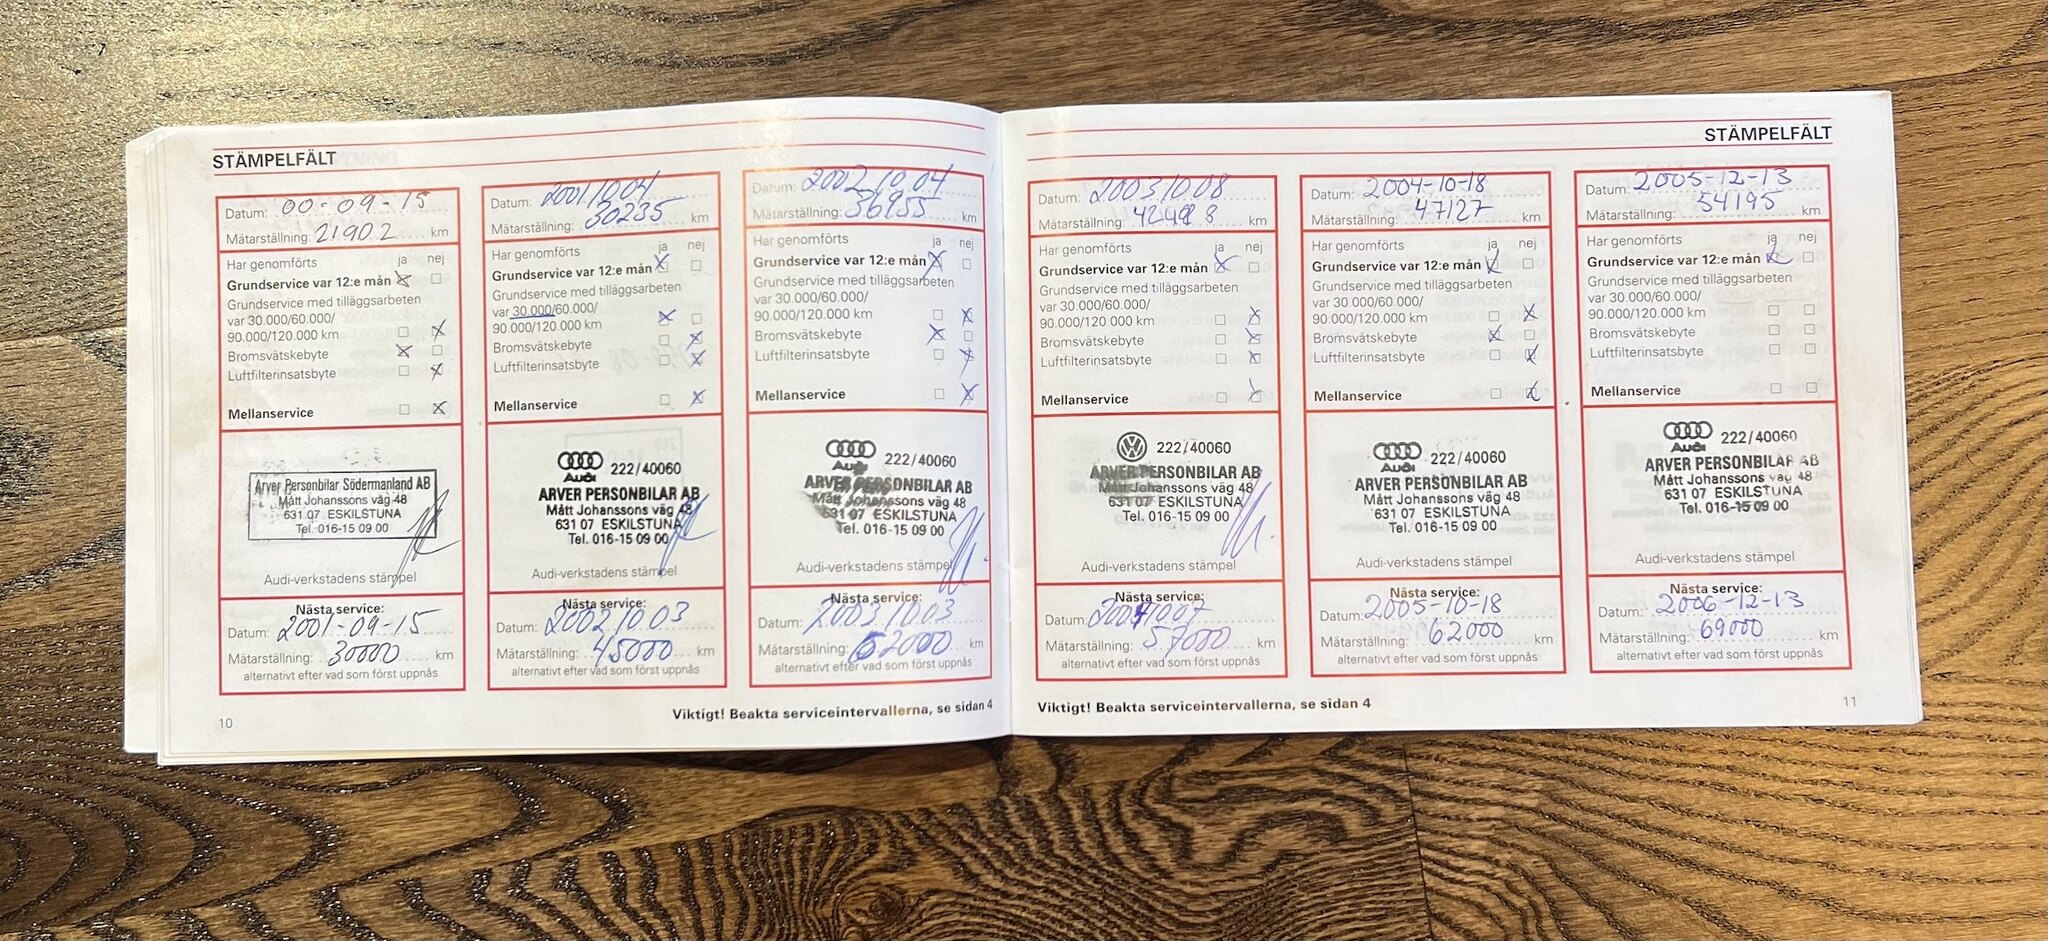 STÄMPELFÄLT
Datum: 00-09-15
Mätarställning: 21902 km
Har genomförts ja nej
Grundservice var 12:e mån
Grundservice med tilläggsarbeten
var 30.000/60.000/
90.000/120.000 km
Bromsvätskebyte
Luftfilterinsatsbyte
Mellanservice
Arver Personbilar Södermanland AB
Mått Johanssons väg 48
631 07 ESKILSTUNA
Tel. 016-15 09 00
Audi-verkstadens stämpel
Nästa service:
Datum: 2001-09-15
Mätarställning: 30000 km
alternativt efter vad som först uppnås
10
Datum: 2001 10 04
Mätarställning: 30235 km
Har genomförts ja nej
Grundservice var 12:e mån
Grundservice med tilläggsarbeten
var 30.000/60.000/
90.000/120.000 km
Bromsvätskebyte
Luftfilterinsatsbyte
Mellanservice
Audi 222/40060
ARVER PERSONBILAR AB
Mått Johanssons väg 48
631 07 ESKILSTUNA
Tel. 016-15 09 00
Audi-verkstadens stämpel
Nästa service:
Datum: 2002 10 03
Mätarställning: 45000 km
alternativt efter vad som först uppnås
Datum: 2002 10 04
Mätarställning: 36955 km
Har genomförts ja nej
Grundservice var 12:e mån
Grundservice med tilläggsarbeten
var 30.000/60.000/
90.000/120.000 km
Bromsvätskebyte
Luftfilterinsatsbyte
Mellanservice
Audi 222/40060
ARVER PERSONBILAR AB
Mått Johanssons väg 48
631 07 ESKILSTUNA
Tel. 016-15 09 00
Audi-verkstadens stämpel
Nästa service:
Datum: 2003 10 03
Mätarställning: 52000 km
alternativt efter vad som först uppnås
Viktigt! Beakta serviceintervallerna, se sidan 4
STÄMPELFÄLT
Datum: 2003 10 08
Mätarställning: km
Har genomförts ja nej
Grundservice var 12:e mån
Grundservice med tilläggsarbeten
var 30.000/60.000/
90.000/120.000 km
Bromsvätskebyte
Luftfilterinsatsbyte
Mellanservice
222/40060
ARVER PERSONBILAR AB
Mått Johanssons väg 48
631 07 ESKILSTUNA
Tel. 016-15 09 00
Audi-verkstadens stämpel
Nästa service:
Datum: 2004 10 07
Mätarställning: 57000 km
alternativt efter vad som först uppnås
Viktigt! Beakta serviceintervallerna, se sidan 4
Datum: 2004-10-18
Mätarställning: 47127 km
Har genomförts ja nej
Grundservice var 12:e mån
Grundservice med tilläggsarbeten
var 30.000/60.000/
90.000/120.000 km
Bromsvätskebyte
Luftfilterinsatsbyte
Mellanservice
Audi 222/40060
ARVER PERSONBILAR AB
Mått Johanssons väg 48
631 07 ESKILSTUNA
Tel. 016-15 09 00
Audi-verkstadens stämpel
Nästa service:
Datum: 2005-10-18
Mätarställning: 62000 km
alternativt efter vad som först uppnås
Datum: 2005-12-13
Mätarställning: 54195 km
Har genomförts ja nej
Grundservice var 12:e mån
Grundservice med tilläggsarbeten
var 30.000/60.000/
90.000/120.000 km
Bromsvätskebyte
Luftfilterinsatsbyte
Mellanservice
Audi 222/40060
ARVER PERSONBILAR AB
Mått Johanssons väg 48
631 07 ESKILSTUNA
Tel. 016-15 09 00
Audi-verkstadens stämpel
Nästa service:
Datum: 2006-12-13
Mätarställning: 69000 km
alternativt efter vad som först uppnås
11